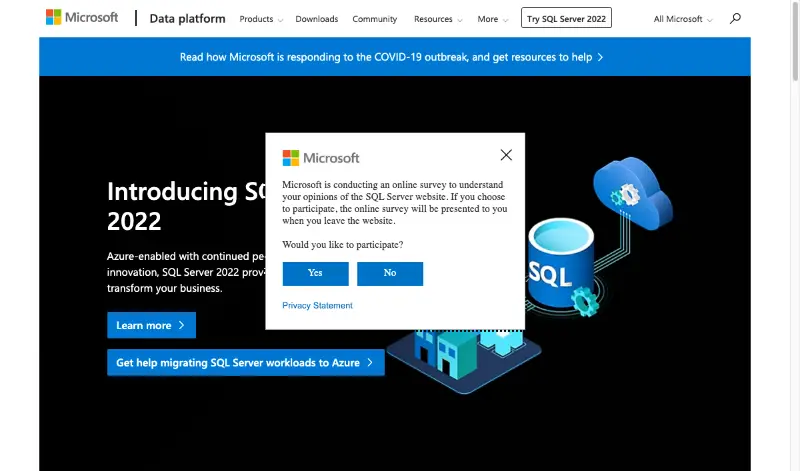 Microsoft
Data platform
Products
Downloads
Community
Resources
More
Try SQL Server 2022
All Microsoft
Read how Microsoft is responding to the COVID-19 outbreak, and get resources to help
Introducing SQ
2022
Azure-enabled with continued pe
innovation, SQL Server 2022 prov
transform your business.
Learn more
Get help migrating SQL Server workloads to Azure
Microsoft
Microsoft is conducting an online survey to understand
your opinions of the SQL Server website. If you choose
to participate, the online survey will be presented to you
when you leave the website.
Would you like to participate?
Yes
No
Privacy Statement
SQL